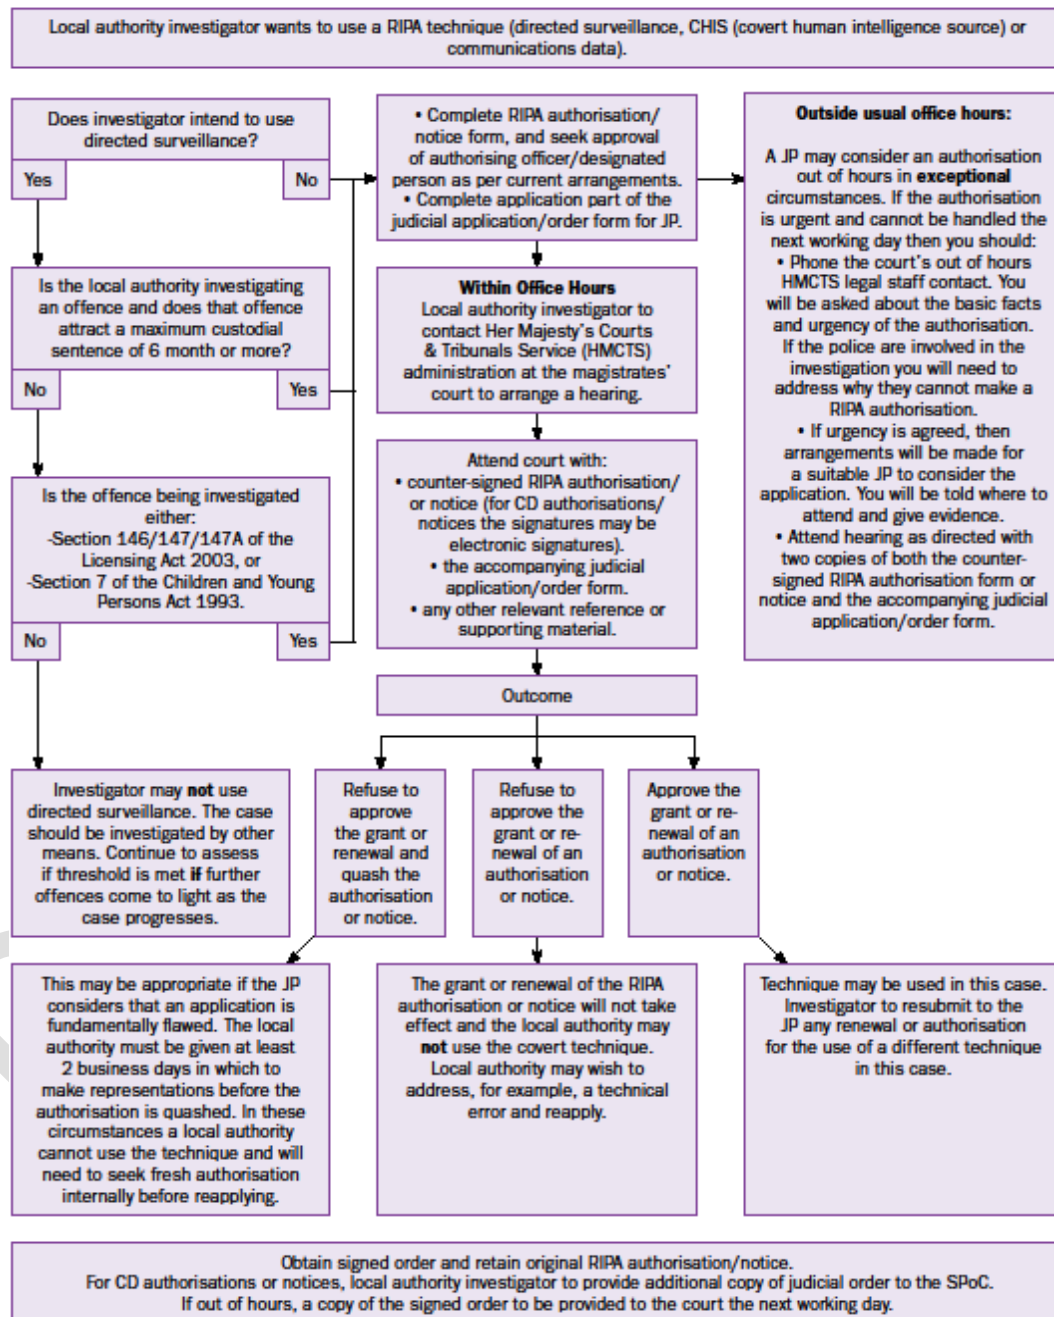 Local authority investigator wants to use a RIPA technique (directed surveillance, CHIS (covert human intelligence source) or
communications data).
Does investigator intend to use
directed surveillance?
Yes
No
Is the local authority investigating
an offence and does that offence
attract a maximum custodial
sentence of 6 month or more?
No
Yes
Is the offence being investigated
either:
-Section 146/147/147A of the
Licensing Act 2003, or
-Section 7 of the Children and Young
Persons Act 1993.
No
Yes
• Complete RIPA authorisation/
notice form, and seek approval
of authorising officer/designated
person as per current arrangements.
• Complete application part of the
judicial application/order form for JP.
Within Office Hours
Local authority investigator to
contact Her Majesty's Courts
& Tribunals Service (HMCTS)
administration at the magistrates'
court to arrange a hearing.
Attend court with:
• counter-signed RIPA authorisation/
or notice (for CD authorisations/
notices the signatures may be
electronic signatures).
• the accompanying judicial
application/order form.
• any other relevant reference or
supporting material.
Outside usual office hours:
A JP may consider an authorisation
out of hours in exceptional
circumstances. If the authorisation
is urgent and cannot be handled the
next working day then you should:
• Phone the court's out of hours
HMCTS legal staff contact. You
will be asked about the basic facts
and urgency of the authorisation.
If the police are involved in the
investigation you will need to
address why they cannot make a
RIPA authorisation.
• If urgency is agreed, then
arrangements will be made for
a suitable JP to consider the
application. You will be told where to
attend and give evidence.
• Attend hearing as directed with
two copies of both the counter-
signed RIPA authorisation form or
notice and the accompanying judicial
application/order form.
Outcome
Investigator may not use
directed surveillance. The case
should be investigated by other
means. Continue to assess
if threshold is met if further
offences come to light as the
case progresses.
Refuse to
approve
the grant or
renewal and
quash the
authorisation
or notice.
Refuse to
approve the
grant or re-
newal of an
authorisation
or notice.
Approve the
grant or re-
newal of an
authorisation
or notice.
This may be appropriate if the JP
considers that an application is
fundamentally flawed. The local
authority must be given at least
2 business days in which to
make representations before the
authorisation is quashed. In these
circumstances a local authority
cannot use the technique and will
need to seek fresh authorisation
internally before reapplying.
The grant or renewal of the RIPA
authorisation or notice will not take
effect and the local authority may
not use the covert technique.
Local authority may wish to
address, for example, a technical
error and reapply.
Technique may be used in this case.
Investigator to resubmit to the
JP any renewal or authorisation
for the use of a different technique
in this case.
Obtain signed order and retain original RIPA authorisation/notice.
For CD authorisations or notices, local authority investigator to provide additional copy of judicial order to the SPoC.
If out of hours, a copy of the signed order to be provided to the court the next working day.